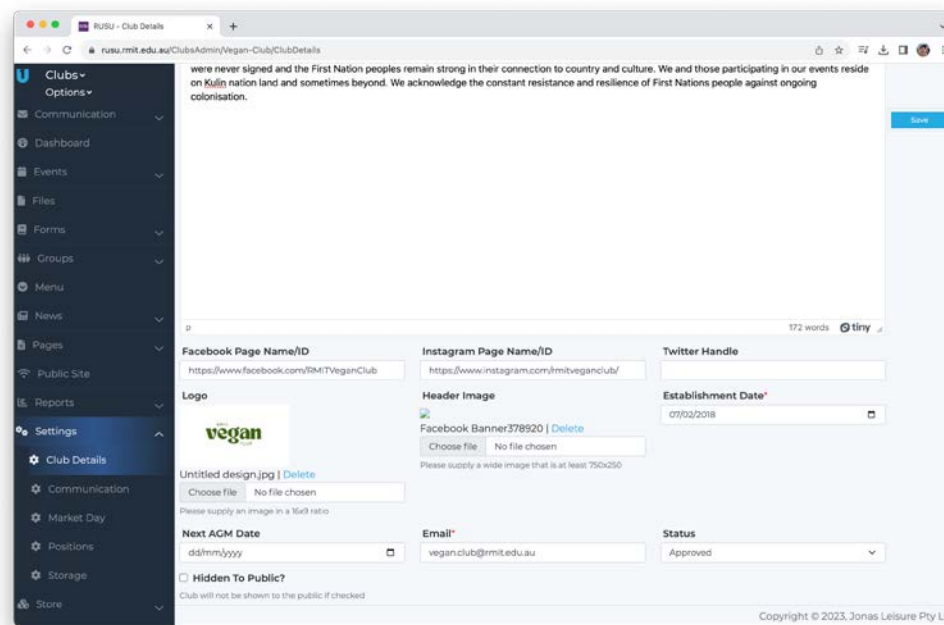 RUSU - Club Details
rusu.rmit.edu.au/ClubsAdmin/Vegan-Club/ClubDetails
Clubs
Options
Communication
Dashboard
Events
Files
Forms
Groups
Menu
News
Pages
Public Site
Reports
Settings
Club Details
Communication
Market Day
Positions
Storage
Store
were never signed and the First Nation peoples remain strong in their connection to country and culture. We and those participating in our events reside
on Kulin nation land and sometimes beyond. We acknowledge the constant resistance and resilience of First Nations people against ongoing
colonisation.
Save
p
172 words tiny
Facebook Page Name/ID Instagram Page Name/ID Twitter Handle
https://www.facebook.com/RMITVeganClub https://www.instagram.com/rmitveganclub/
Logo Header Image Establishment Date*
vegan
07/02/2018
Facebook Banner378920 | Delete
Choose file No file chosen
Please supply a wide image that is at least 750x250
Untitled design.jpg | Delete
Choose file No file chosen
Please supply an image in a 16x9 ratio
Next AGM Date Email* Status
dd/mm/yyyy vegan.club@rmit.edu.au Approved
Hidden To Public?
Club will not be shown to the public if checked
Copyright © 2023, Jonas Leisure Pty L